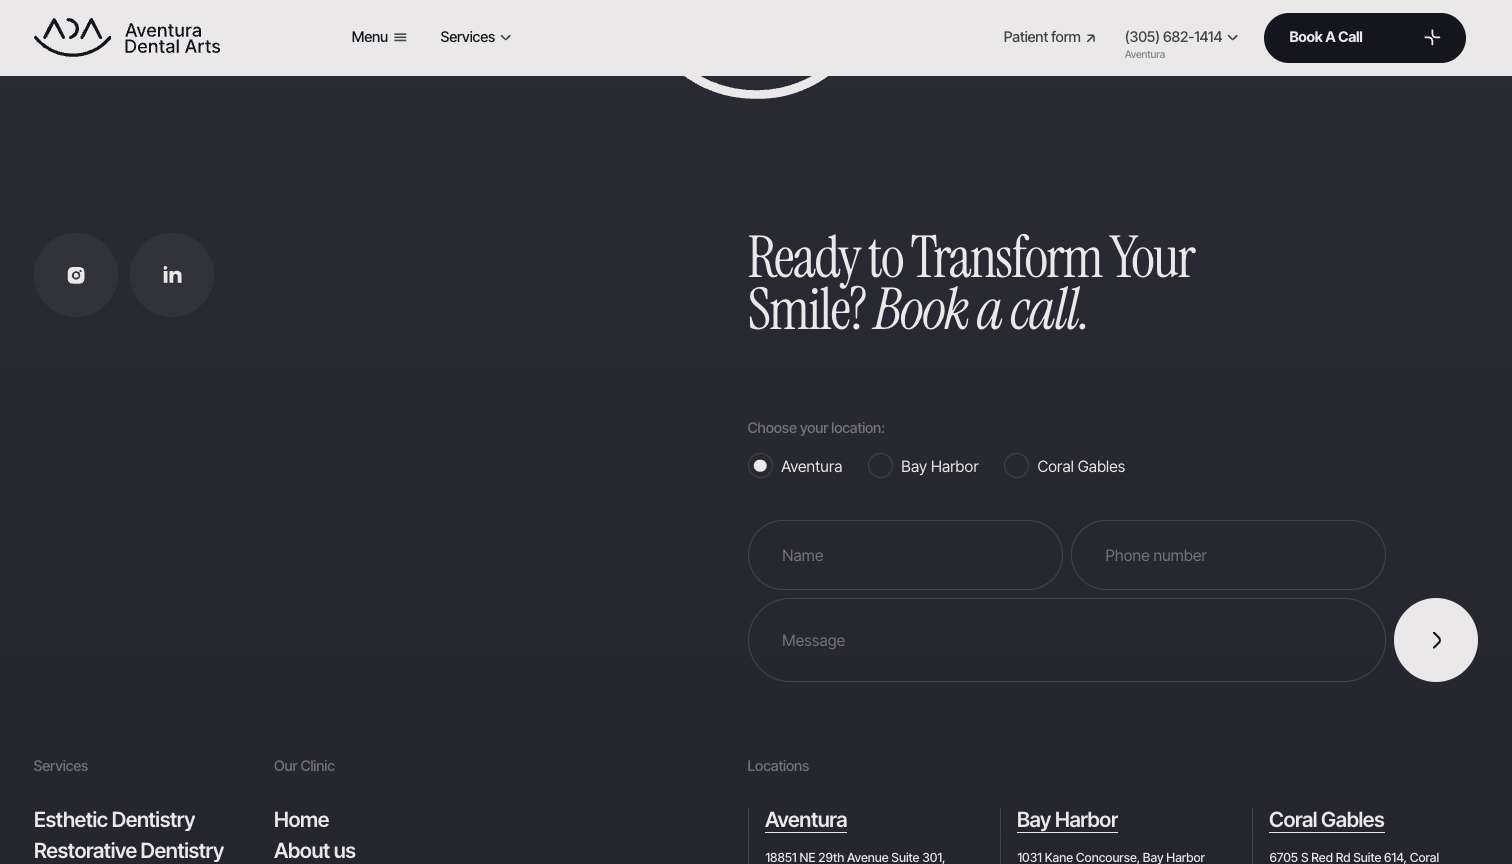 Aventura
Dental Arts
Menu
Services
Patient form
(305) 682-1414
Aventura
Book A Call
in
Ready to Transform Your
Smile? Book a call.
Choose your location:
Aventura
Bay Harbor
Coral Gables
Name
Phone number
Message
Services
Our Clinic
Locations
Esthetic Dentistry
Home
Aventura
Bay Harbor
Coral Gables
Restorative Dentistry
About us
18851 NE 29th Avenue Suite 301,
1031 Kane Concourse, Bay Harbor
6705 S Red Rd Suite 614, Coral